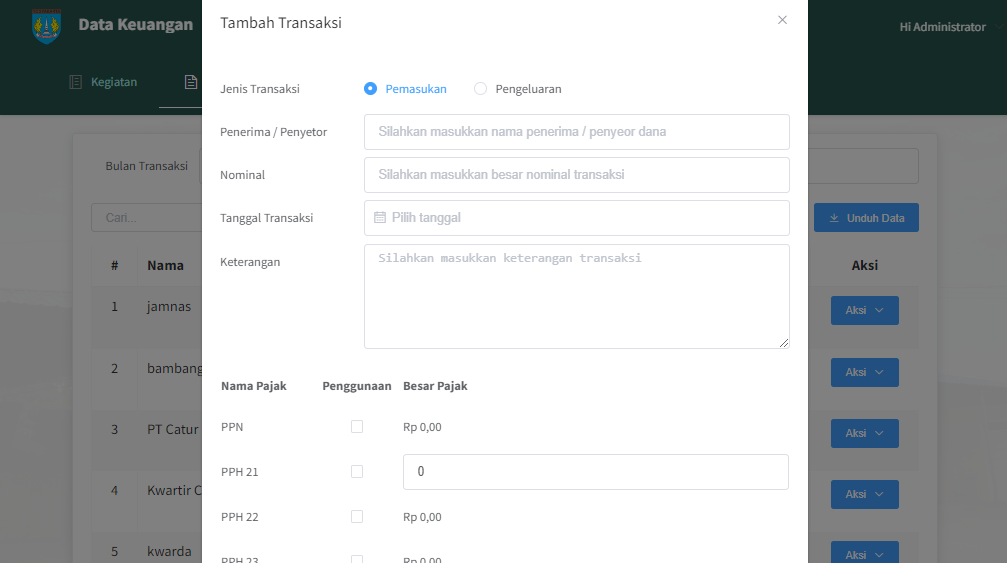 Data Keuangan
Hi Administrator
Kegiatan
Tambah Transaksi
Jenis Transaksi
Pemasukan
Pengeluaran
Penerima / Penyetor
Silahkan masukkan nama penerima / penyeor dana
Nominal
Silahkan masukkan besar nominal transaksi
Tanggal Transaksi
Pilih tanggal
Keterangan
Silahkan masukkan keterangan transaksi
Nama Pajak Penggunaan Besar Pajak
PPN Rp 0,00
PPH 21 0
PPH 22 Rp 0,00
PPH 23 Rp 0,00
Bulan Transaksi
Cari...
Unduh Data
# Nama Aksi
1 jamnas Aksi
2 bambang Aksi
3 PT Catur Aksi
4 Kwartir Aksi
5 kwarda Aksi